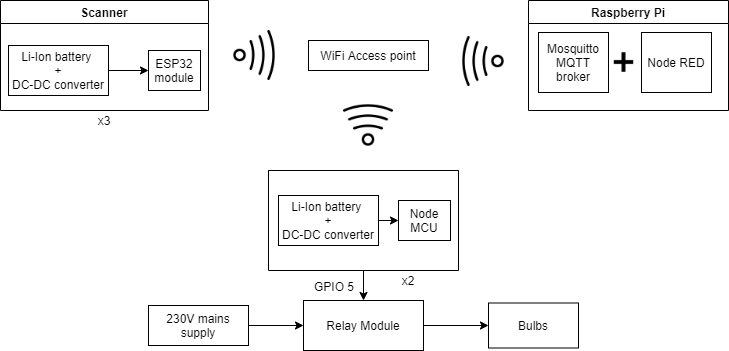 Scanner
Li-Ion battery
+
DC-DC converter
ESP32
module
x3
WiFi Access point
Raspberry Pi
Mosquitto
MQTT
broker
+
Node RED
Li-Ion battery
+
DC-DC converter
Node
MCU
x2
GPIO 5
230V mains
supply
Relay Module
Bulbs